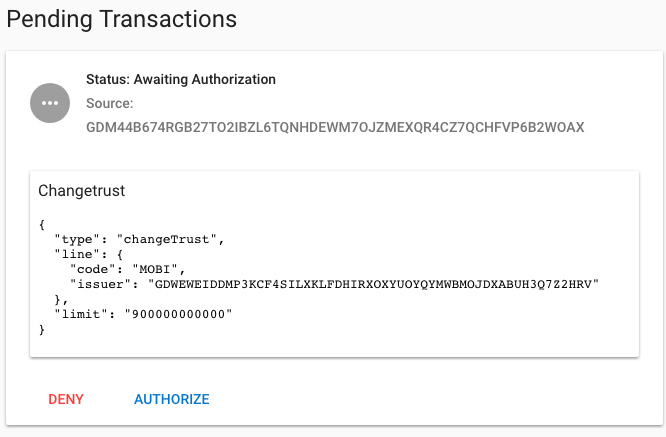 Pending Transactions
Status: Awaiting Authorization
Source:
GDM44B674RGB27TO2IBZL6TQNHDEWM7OJZMEXQR4CZ7QCHFVP6B2WOAX
Changetrust
{
  "type": "changeTrust",
  "line": {
    "code": "MOBI",
    "issuer": "GDWEWEIDDMP3KCF4SILXKLFDHIRXOXYUOYQYMWBMOJDXABUH3Q7Z2HRV"
  },
  "limit": "900000000000"
}
DENY AUTHORIZE